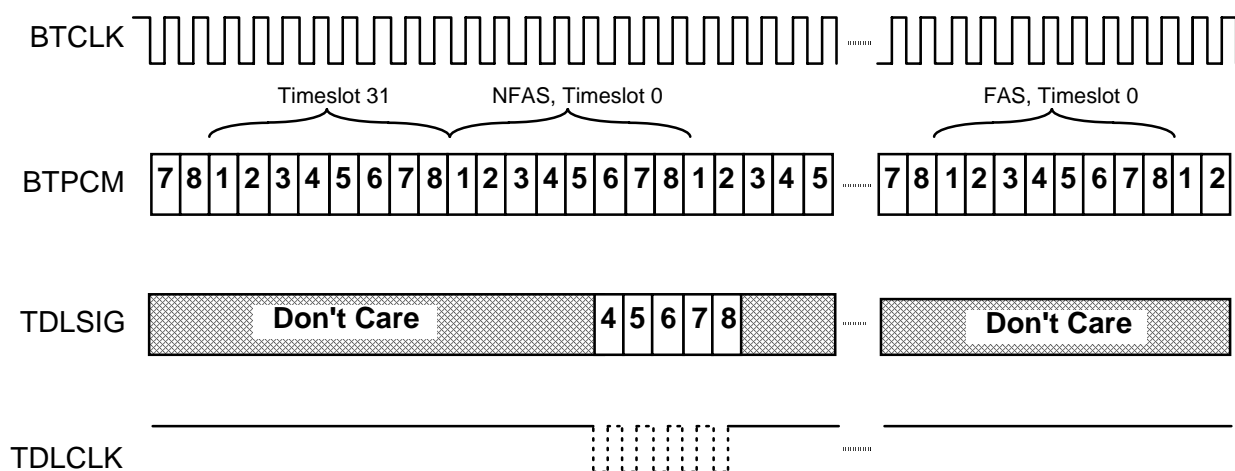 BTCLK
Timeslot 31 NFAS, Timeslot 0 FAS, Timeslot 0
BTPCM 7 8 1 2 3 4 5 6 7 8 1 2 3 4 5 6 7 8 1 2 3 4 5 7 8 1 2 3 4 5 6 7 8 1 2
TDLSIG Don't Care 4 5 6 7 8 Don't Care
TDLCLK